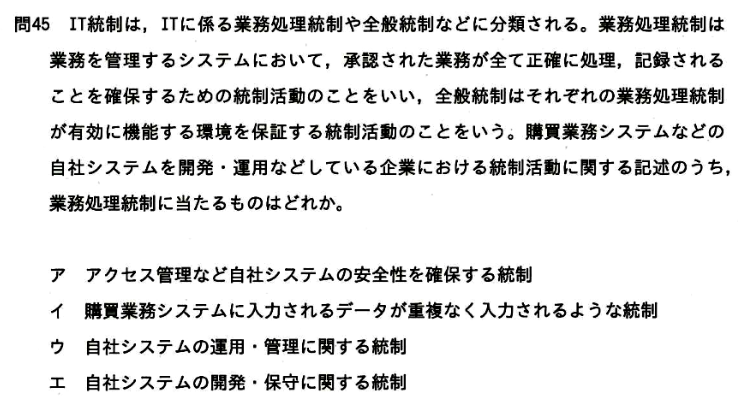 問45 IT統制は，ITに係る業務処理統制や全般統制などに分類される。業務処理統制は
業務を管理するシステムにおいて，承認された業務が全て正確に処理，記録される
ことを確保するための統制活動のことをいい，全般統制はそれぞれの業務処理統制
が有効に機能する環境を保証する統制活動のことをいう。購買業務システムなどの
自社システムを開発・運用などしている企業における統制活動に関する記述のうち，
業務処理統制に当たるものはどれか。
ア アクセス管理など自社システムの安全性を確保する統制
イ 購買業務システムに入力されるデータが重複なく入力されるような統制
ウ 自社システムの運用・管理に関する統制
エ 自社システムの開発・保守に関する統制